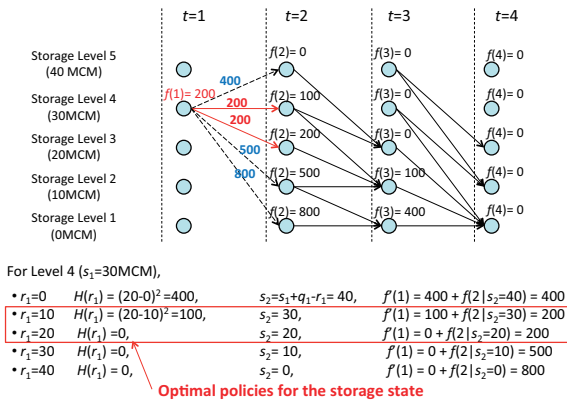 t=1 t=2 t=3 t=4
Storage Level 5
(40 MCM)
f(2)= 0 f(3)= 0 f(4)= 0
400
Storage Level 4
(30MCM)
f(1)= 200 f(2)= 100 f(3)= 0 f(4)= 0
200
200
Storage Level 3
(20MCM)
f(2)= 200 f(3)= 0 f(4)= 0
500
Storage Level 2
(10MCM)
f(2)= 500 f(3)= 100 f(4)= 0
800
Storage Level 1
(0MCM)
f(2)= 800 f(3)= 400 f(4)= 0
For Level 4 (s₁=30MCM),
• r₁=0 H(r₁) = (20-0)² =400, s₂=s₁+q₁-r₁= 40, f'(1) = 400 + f(2|s₂=40) = 400
• r₁=10 H(r₁) = (20-10)² =100, s₂= 30, f'(1) = 100 + f(2|s₂=30) = 200
• r₁=20 H(r₁) =0, s₂= 20, f'(1) = 0 + f(2|s₂=20) = 200
• r₁=30 H(r₁) =0, s₂= 10, f'(1) = 0 + f(2|s₂=10) = 500
• r₁=40 H(r₁) = 0, s₂= 0, f'(1) = 0 + f(2|s₂=0) = 800
Optimal policies for the storage state